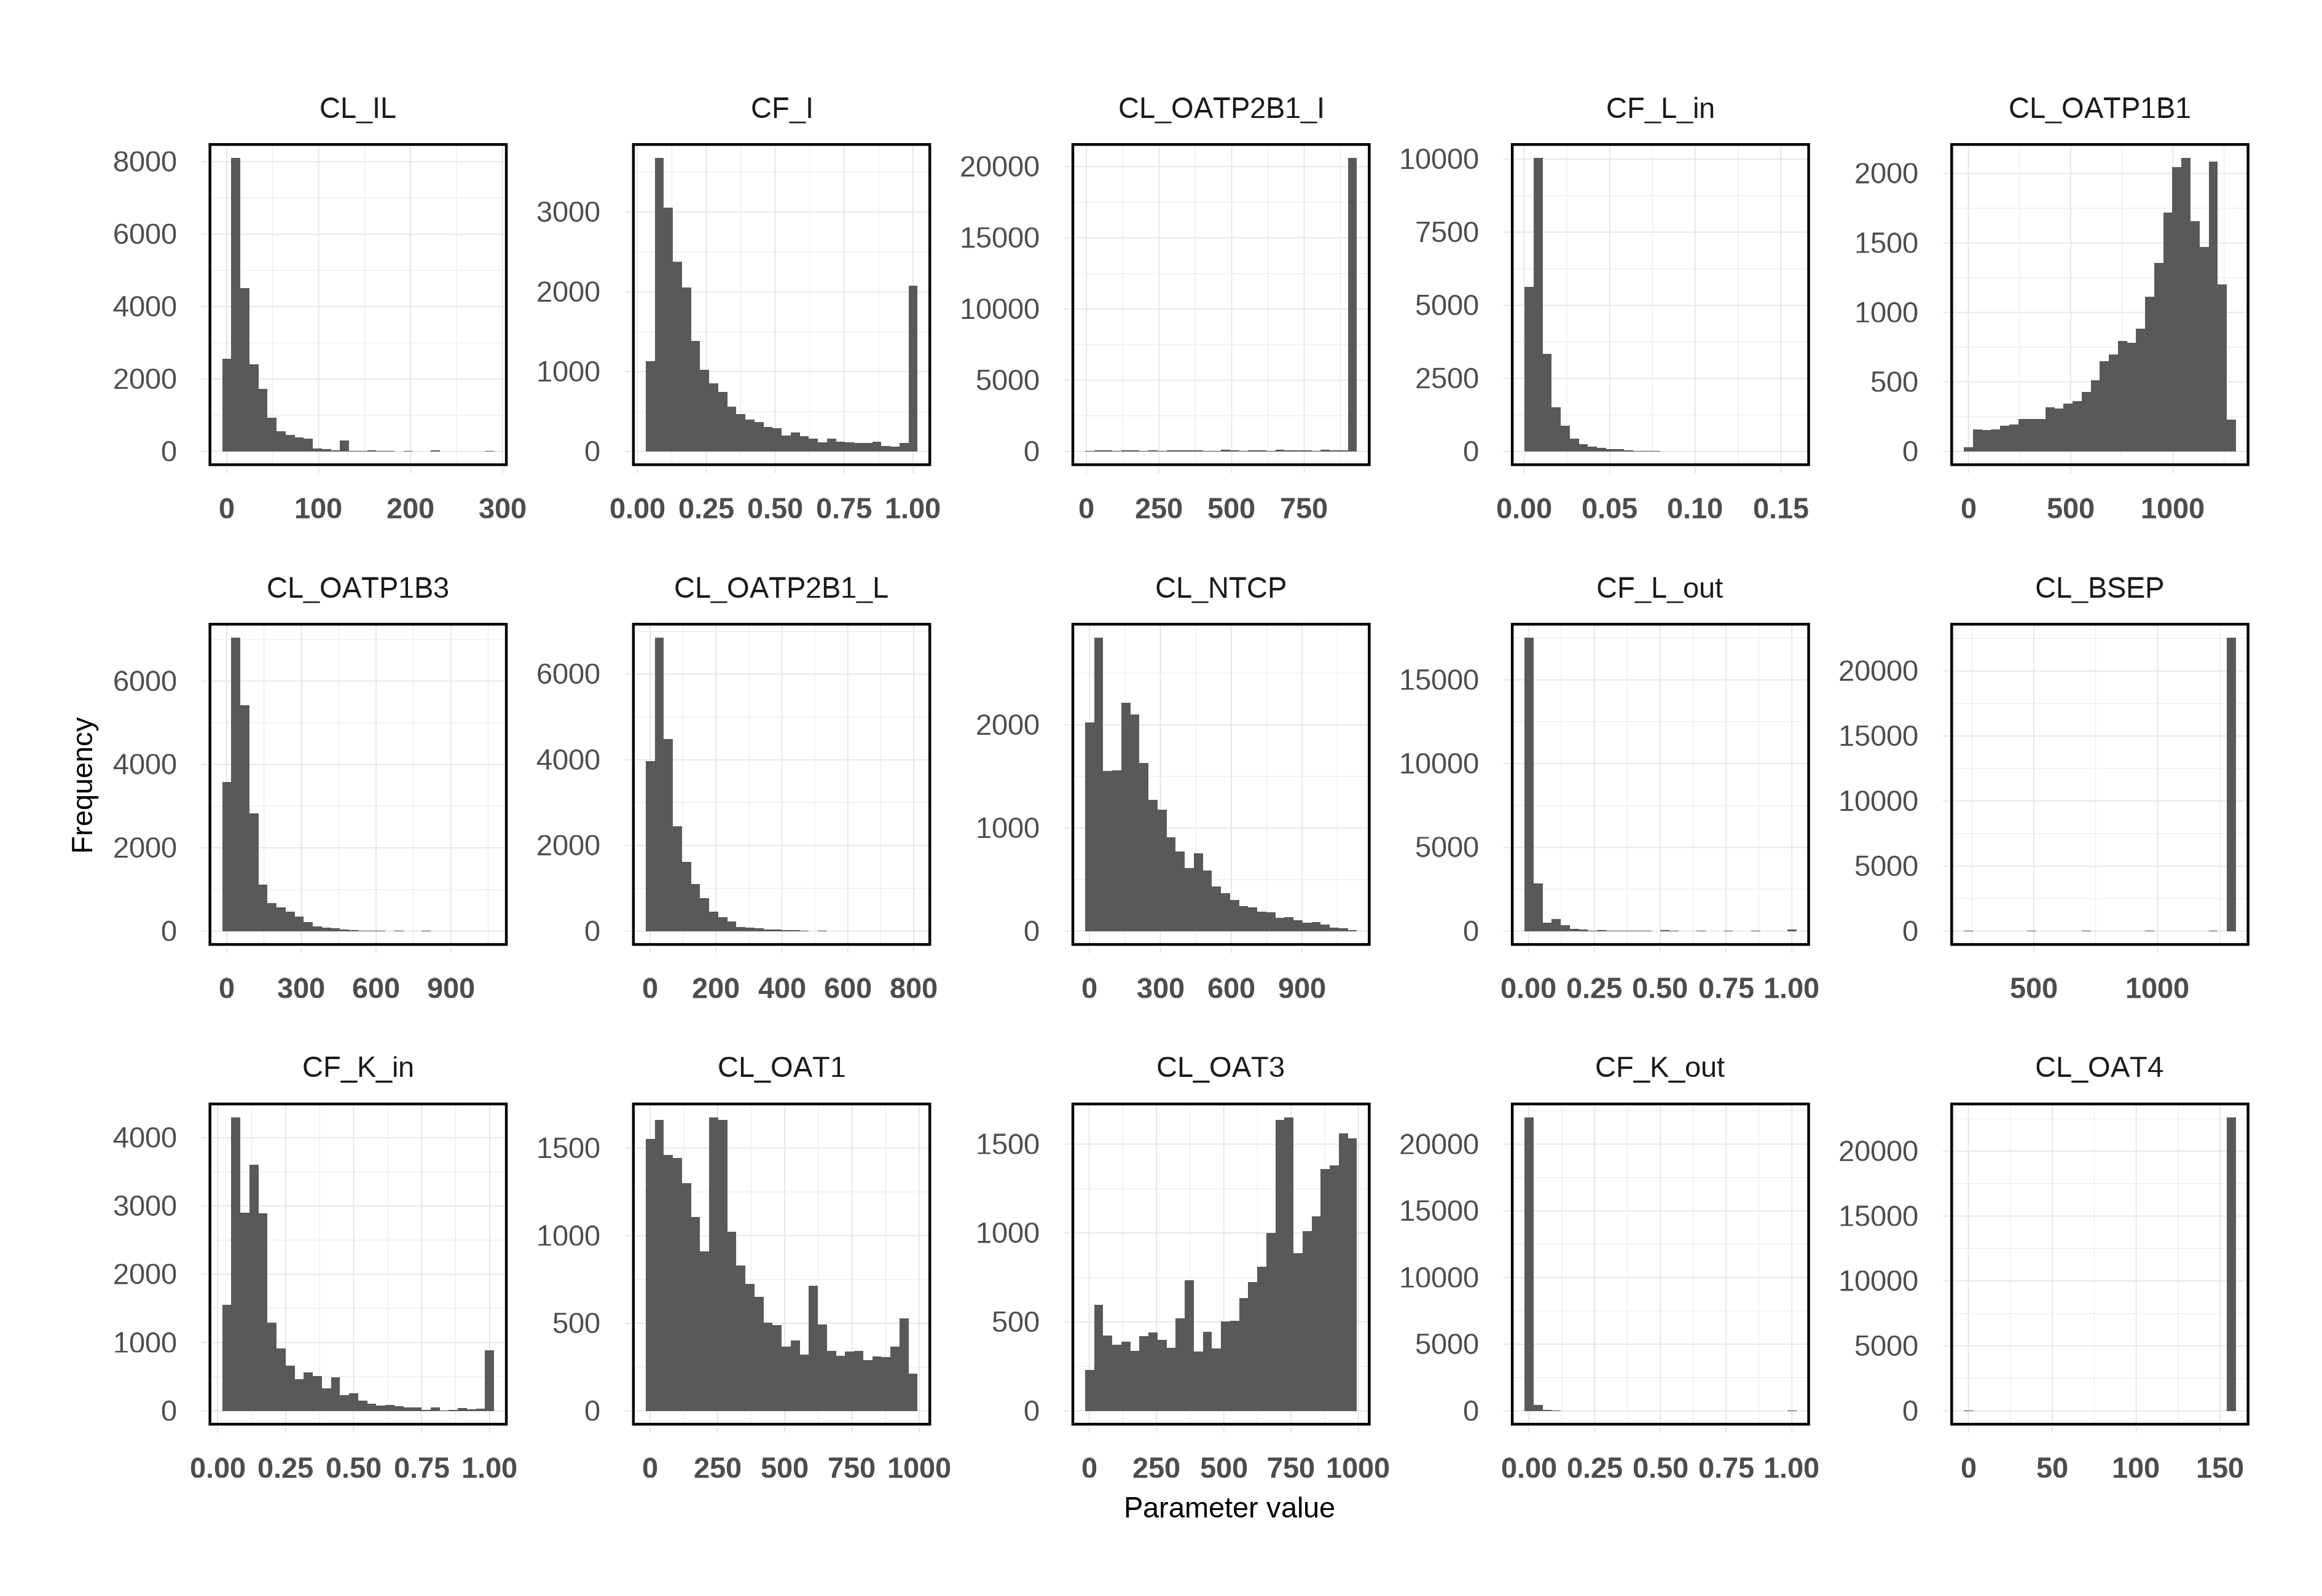 CL_IL CF_I CL_OATP2B1_I CF_L_in CL_OATP1B1
8000 6000 4000 2000 0
0 100 200 300
3000 2000 1000 0
0.00 0.25 0.50 0.75 1.00
20000 15000 10000 5000 0
0 250 500 750
10000 7500 5000 2500 0
0.00 0.05 0.10 0.15
2000 1500 1000 500 0
0 500 1000
Frequency
CL_OATP1B3 CL_OATP2B1_L CL_NTCP CF_L_out CL_BSEP
6000 4000 2000 0
0 300 600 900
6000 4000 2000 0
0 200 400 600 800
2000 1000 0
0 300 600 900
15000 10000 5000 0
0.00 0.25 0.50 0.75 1.00
20000 15000 10000 5000 0
500 1000
CF_K_in CL_OAT1 CL_OAT3 CF_K_out CL_OAT4
4000 3000 2000 1000 0
0.00 0.25 0.50 0.75 1.00
1500 1000 500 0
0 250 500 750 1000
1500 1000 500 0
0 250 500 750 1000
20000 15000 10000 5000 0
0.00 0.25 0.50 0.75 1.00
20000 15000 10000 5000 0
0 50 100 150
Parameter value